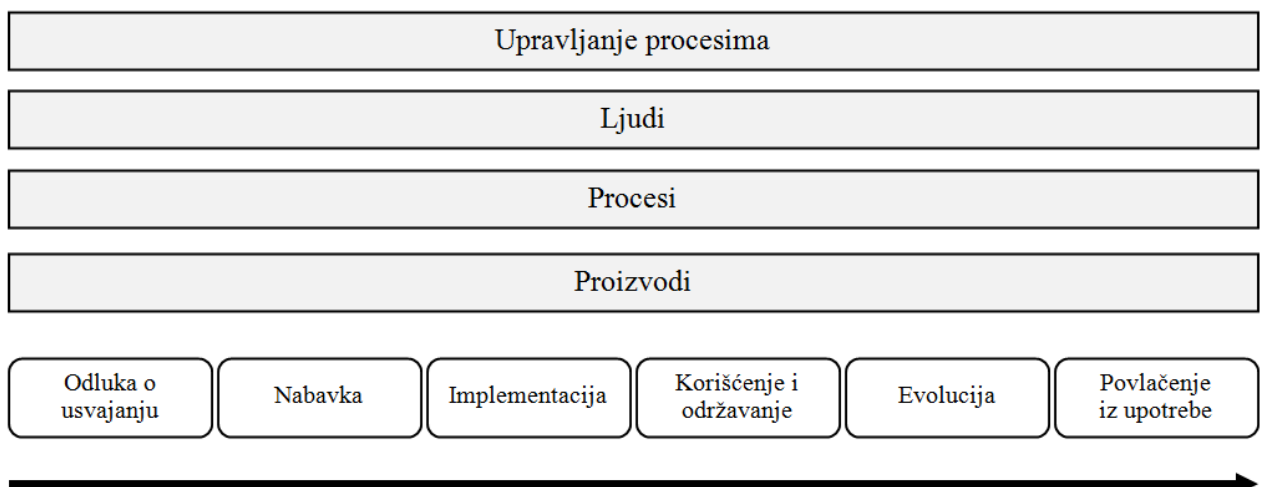 Upravljanje procesima
Ljudi
Procesi
Proizvodi
Odluka o
usvajanju
Nabavka
Implementacija
Korišćenje i
održavanje
Evolucija
Povlačenje
iz upotrebe